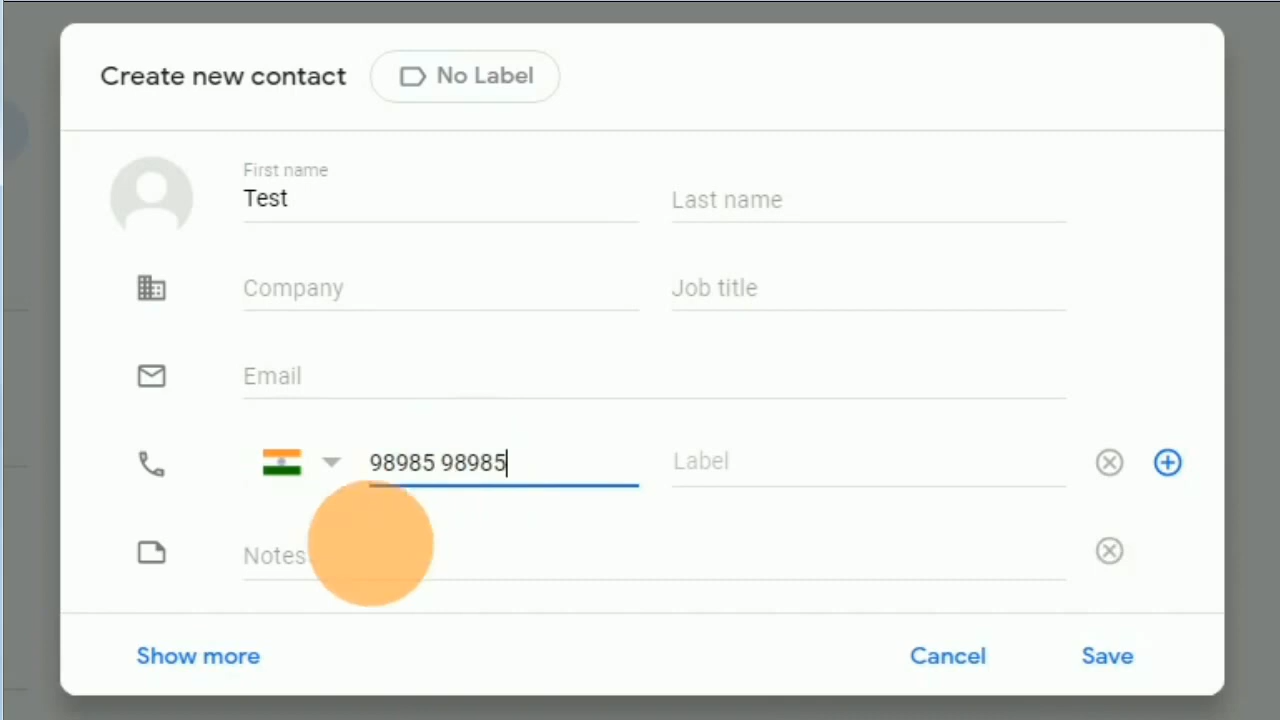 Create new contact No Label
First name
Test Last name
Company Job title
Email
98985 98985 Label
Notes
Show more Cancel Save